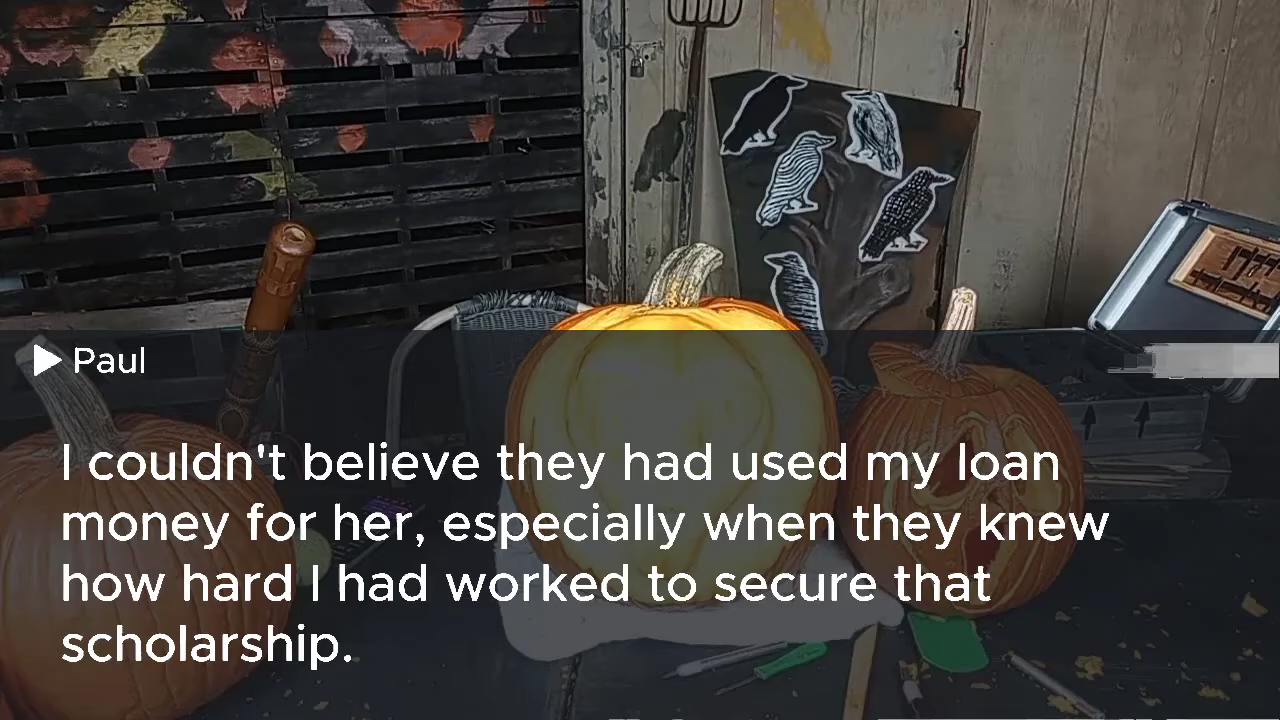 Paul
I couldn't believe they had used my loan
money for her, especially when they knew
how hard I had worked to secure that
scholarship.